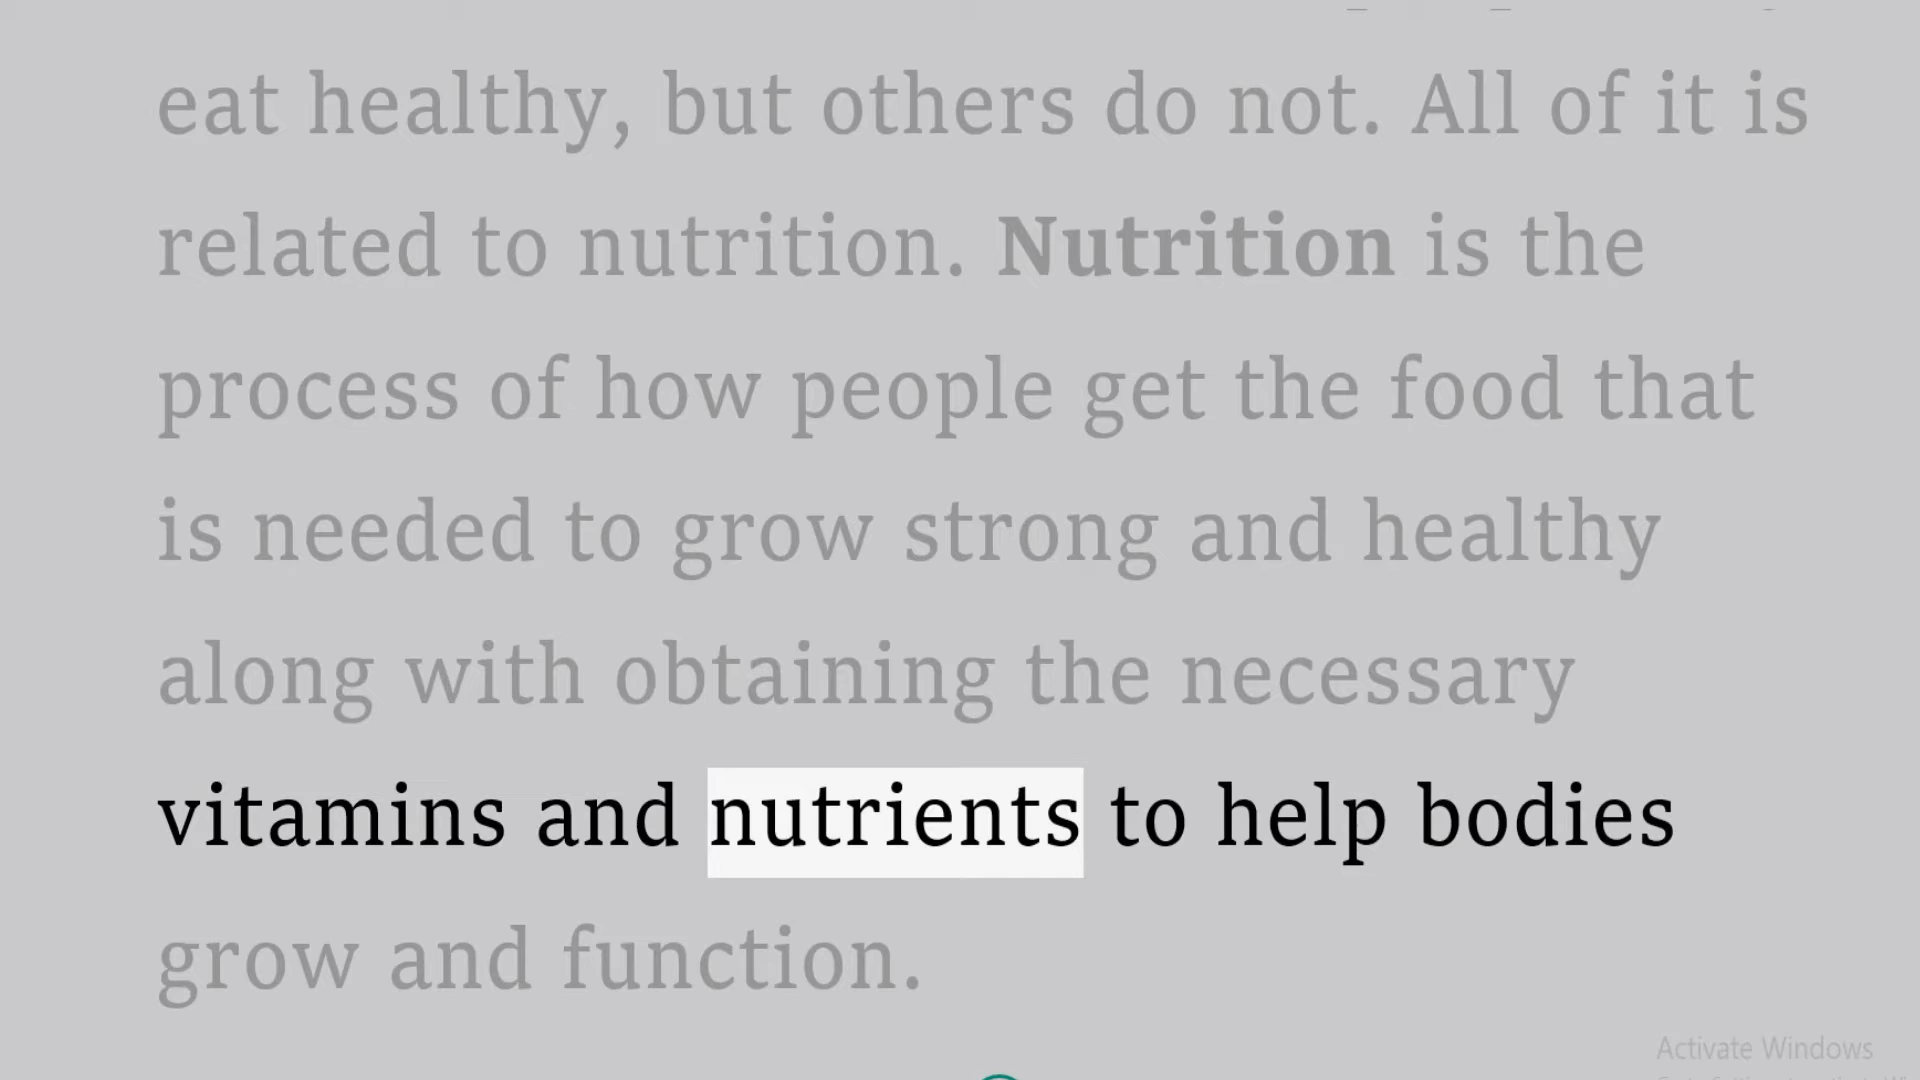 eat healthy, but others do not. All of it is
related to nutrition. Nutrition is the
process of how people get the food that
is needed to grow strong and healthy
along with obtaining the necessary
vitamins and nutrients to help bodies
grow and function.
Activate Windows